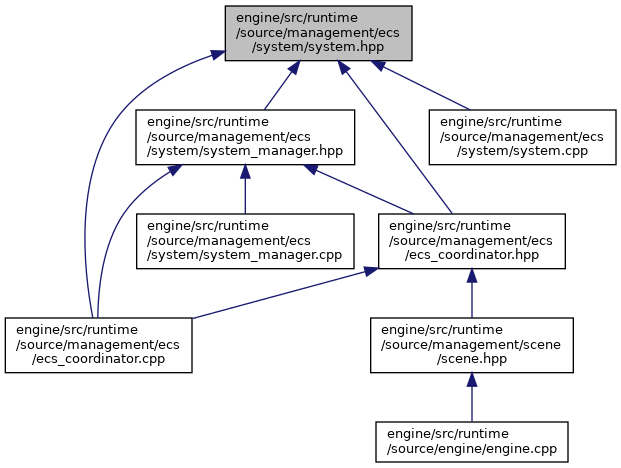 engine/src/runtime
/source/management/ecs
/system/system.hpp
engine/src/runtime
/source/management/ecs
/system/system_manager.hpp
engine/src/runtime
/source/management/ecs
/system/system.cpp
engine/src/runtime
/source/management/ecs
/system/system_manager.cpp
engine/src/runtime
/source/management/ecs
/ecs_coordinator.hpp
engine/src/runtime
/source/management/ecs
/ecs_coordinator.cpp
engine/src/runtime
/source/management/scene
/scene.hpp
engine/src/runtime
/source/engine/engine.cpp